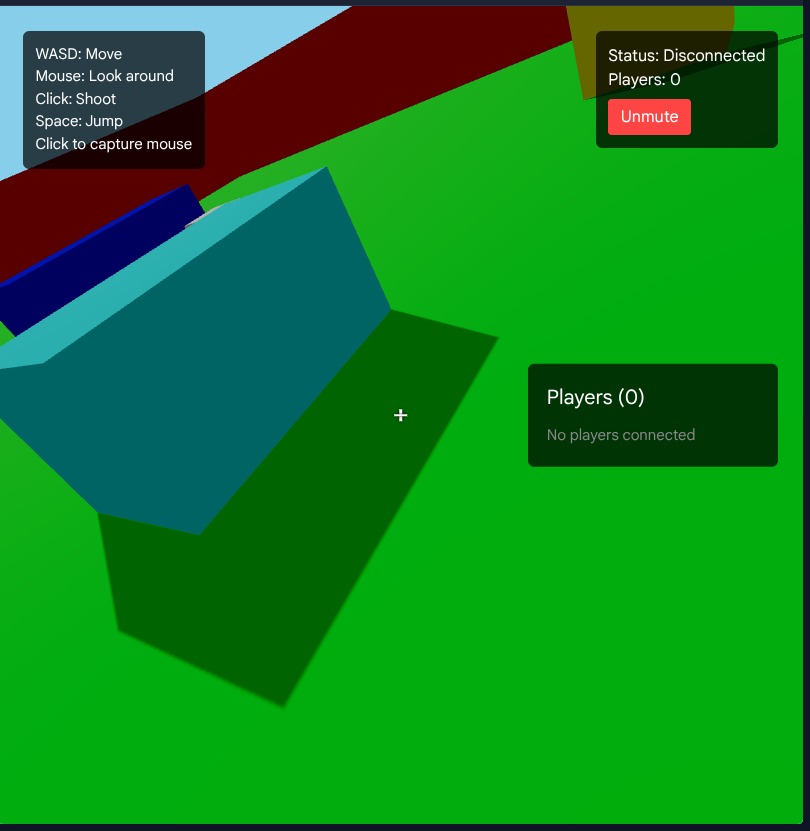 WASD: Move
Mouse: Look around
Click: Shoot
Space: Jump
Click to capture mouse
Status: Disconnected
Players: 0
Unmute
Players (0)
No players connected